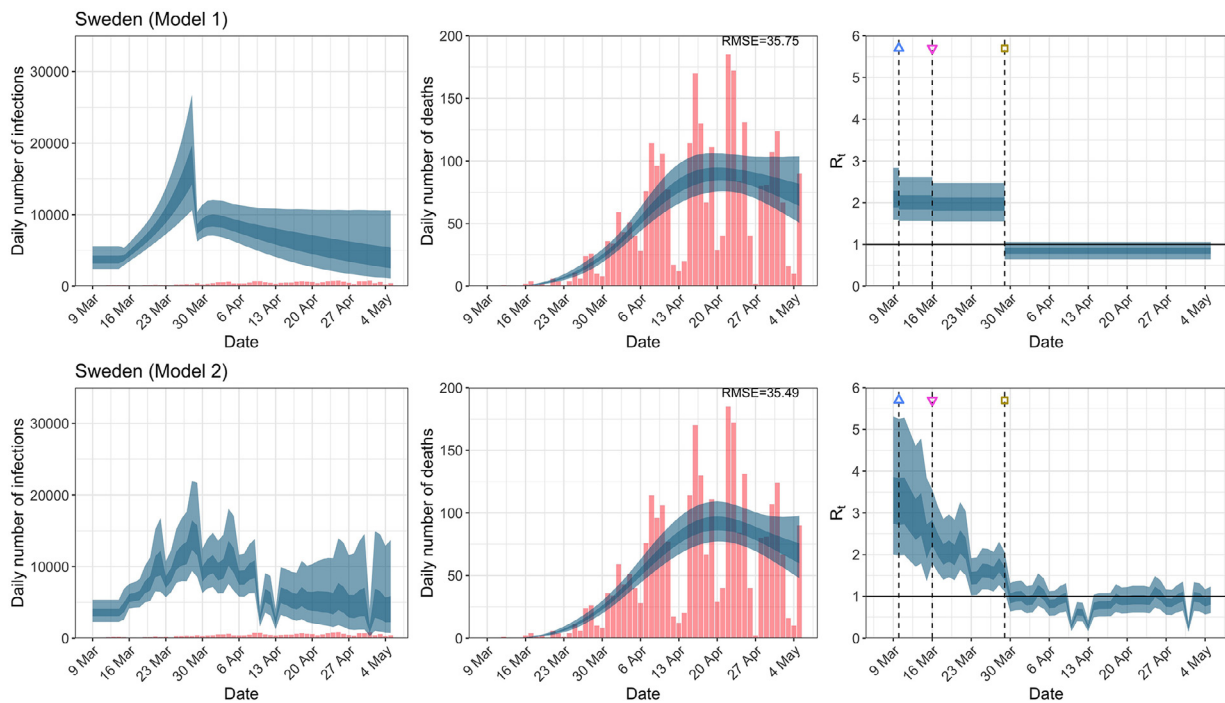 Sweden (Model 1)
Daily number of infections
30000
20000
10000
0
9 Mar
16 Mar
23 Mar
30 Mar
6 Apr
13 Apr
20 Apr
27 Apr
4 May
Date
Daily number of deaths
200
150
100
50
0
RMSE=35.75
9 Mar
16 Mar
23 Mar
30 Mar
6 Apr
13 Apr
20 Apr
27 Apr
4 May
Date
Rt
6
5
4
3
2
1
0
9 Mar
16 Mar
23 Mar
30 Mar
6 Apr
13 Apr
20 Apr
27 Apr
4 May
Date
Sweden (Model 2)
Daily number of infections
30000
20000
10000
0
9 Mar
16 Mar
23 Mar
30 Mar
6 Apr
13 Apr
20 Apr
27 Apr
4 May
Date
Daily number of deaths
200
150
100
50
0
RMSE=35.49
9 Mar
16 Mar
23 Mar
30 Mar
6 Apr
13 Apr
20 Apr
27 Apr
4 May
Date
Rt
6
5
4
3
2
1
0
9 Mar
16 Mar
23 Mar
30 Mar
6 Apr
13 Apr
20 Apr
27 Apr
4 May
Date